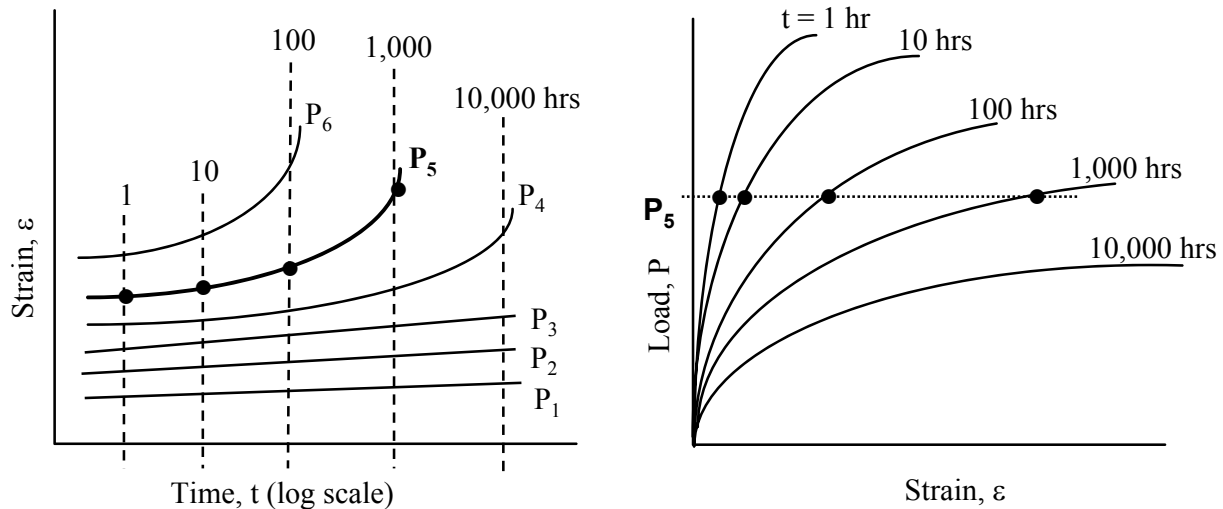 100
1,000
10,000 hrs
P₆
10
P₅
1
P₄
P₃
P₂
P₁
Strain, ε
Time, t (log scale)
t = 1 hr
10 hrs
100 hrs
1,000 hrs
P₅
10,000 hrs
Load, P
Strain, ε